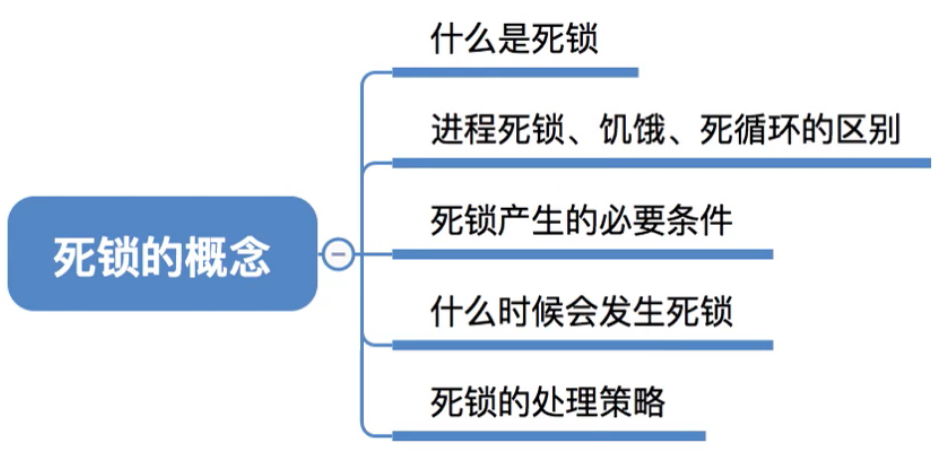 什么是死锁
进程死锁、饥饿、死循环的区别
死锁产生的必要条件
死锁的概念
什么时候会发生死锁
死锁的处理策略